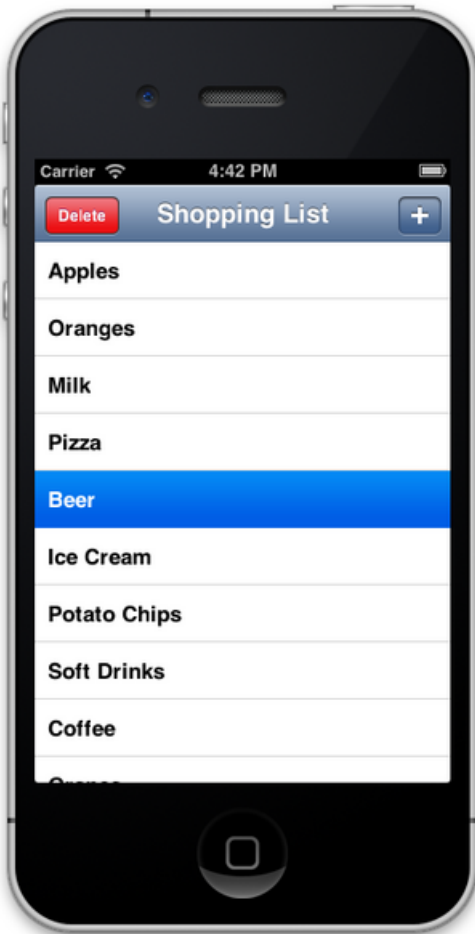 Carrier 4:42 PM
Delete Shopping List +
Apples
Oranges
Milk
Pizza
Beer
Ice Cream
Potato Chips
Soft Drinks
Coffee